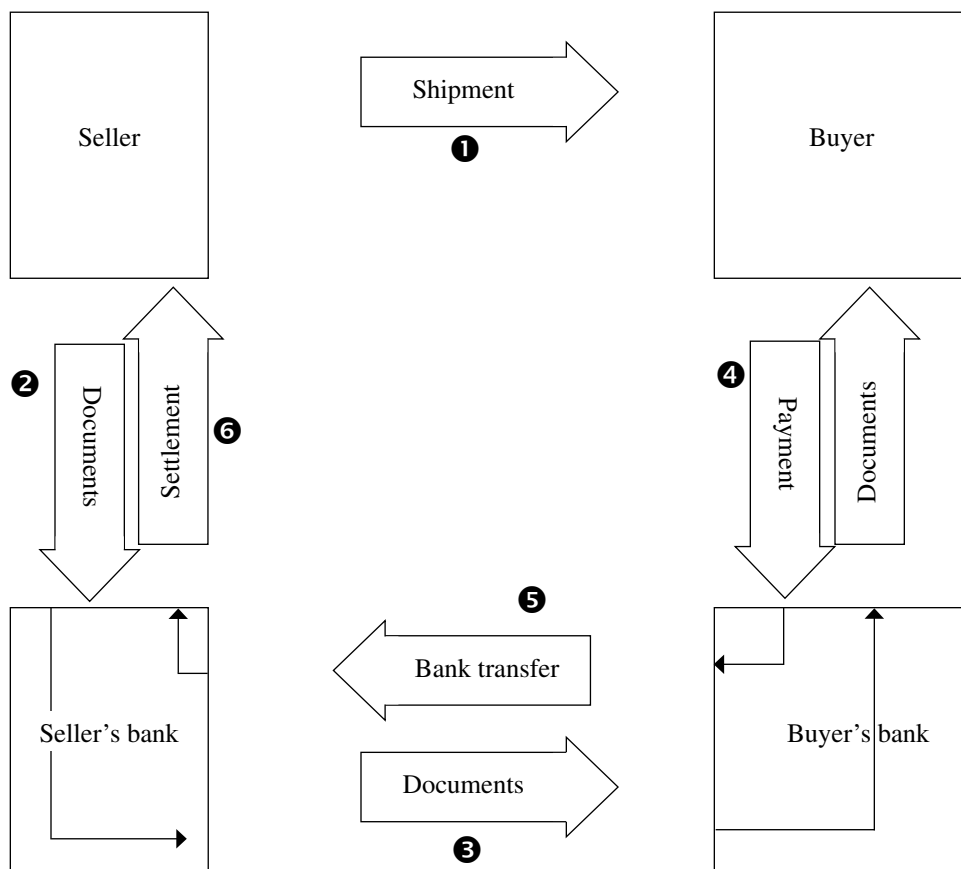 Seller
Shipment
❶
Buyer
❷
Documents
Settlement
❻
❹
Payment
Documents
❺
Bank transfer
Seller’s bank
Buyer’s bank
Documents
❸